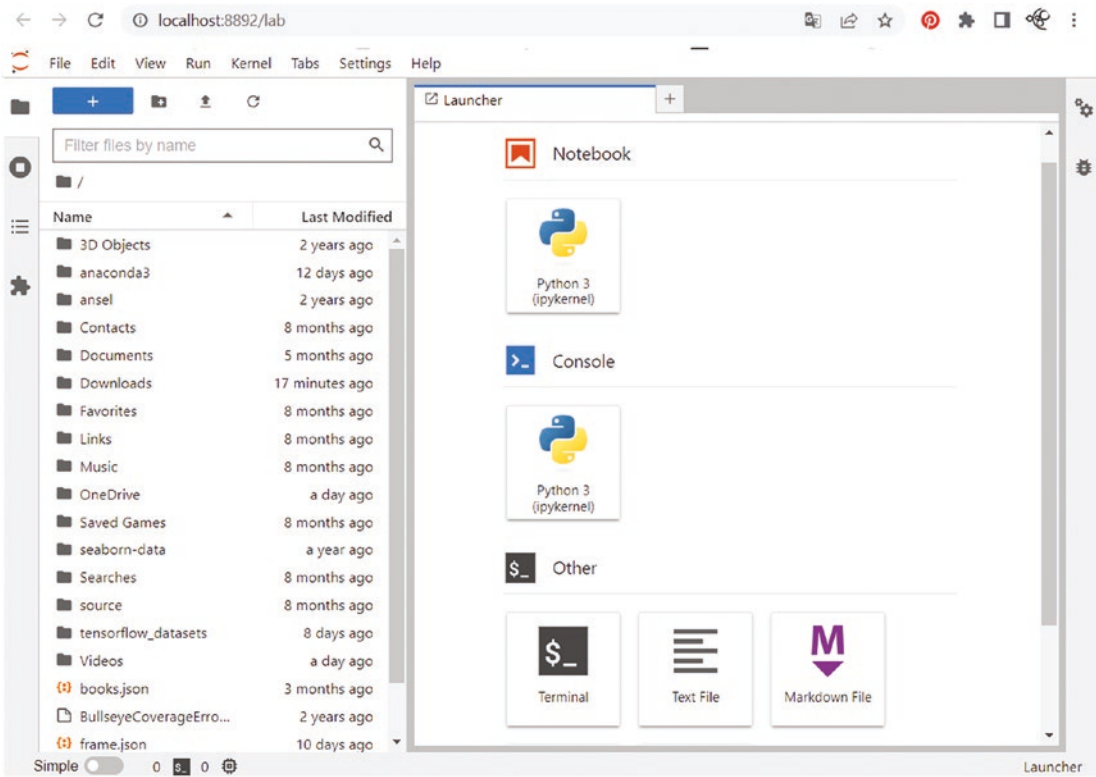 localhost:8892/lab
File Edit View Run Kernel Tabs Settings Help
+
Launcher
+
Filter files by name
/
Name Last Modified
3D Objects 2 years ago
anaconda3 12 days ago
ansel 2 years ago
Contacts 8 months ago
Documents 5 months ago
Downloads 17 minutes ago
Favorites 8 months ago
Links 8 months ago
Music 8 months ago
OneDrive a day ago
Saved Games 8 months ago
seaborn-data a year ago
Searches 8 months ago
source 8 months ago
tensorflow_datasets 8 days ago
Videos a day ago
{:} books.json 3 months ago
BullseyeCoverageErro... 2 years ago
{:} frame.json 10 days ago
Notebook
Python 3
(ipykernel)
>_ Console
Python 3
(ipykernel)
$_ Other
$_
Terminal
Text File
M
Markdown File
Simple 0 $_ 0
Launcher